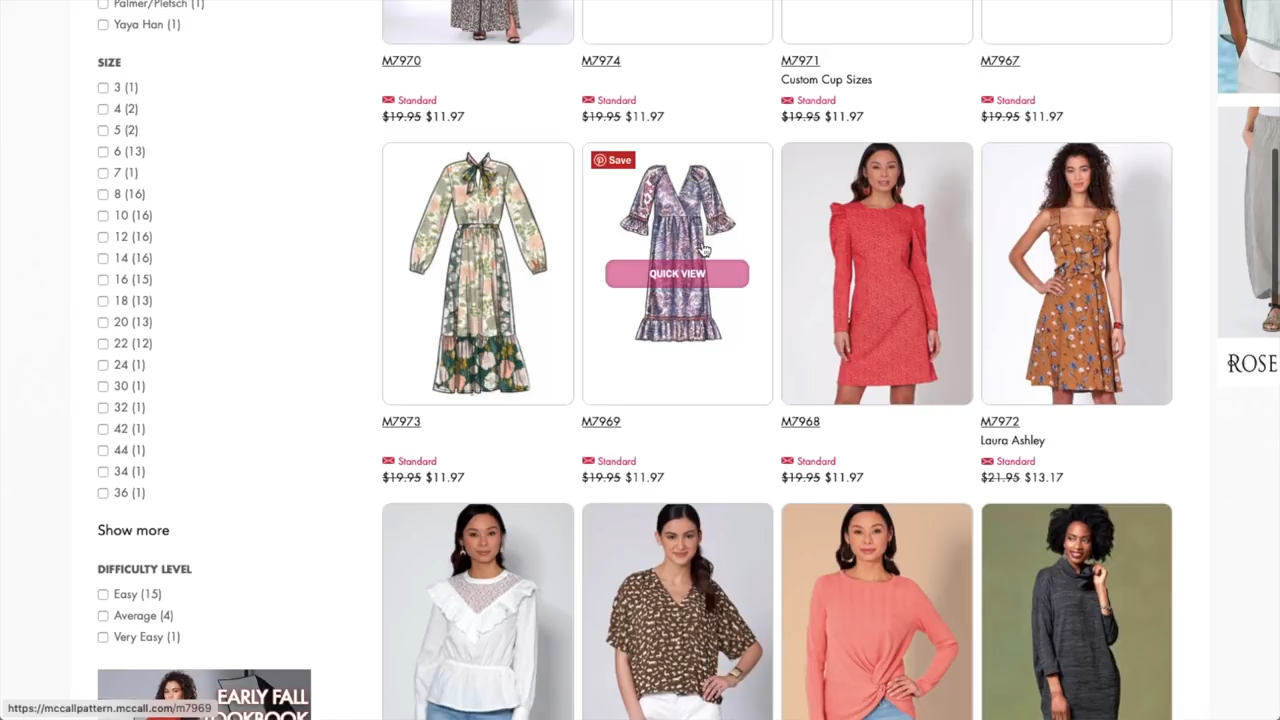 Palmer/Pletsch (1)
Yaya Han (1)
SIZE
3 (1)
4 (2)
5 (2)
6 (13)
7 (1)
8 (16)
10 (16)
12 (16)
14 (16)
16 (15)
18 (13)
20 (13)
22 (12)
24 (1)
30 (1)
32 (1)
42 (1)
44 (1)
34 (1)
36 (1)
Show more
DIFFICULTY LEVEL
Easy (15)
Average (4)
Very Easy (1)
EARLY FALL
LOOKBOOK
https://mccallpattern.mccall.com/m7969
M7970
Standard
$19.95 $11.97
M7974
Standard
$19.95 $11.97
M7971
Custom Cup Sizes
Standard
$19.95 $11.97
M7967
Standard
$19.95 $11.97
Save
QUICK VIEW
M7973
Standard
$19.95 $11.97
M7969
Standard
$19.95 $11.97
M7968
Standard
$19.95 $11.97
M7972
Laura Ashley
Standard
$21.95 $13.17
ROSE